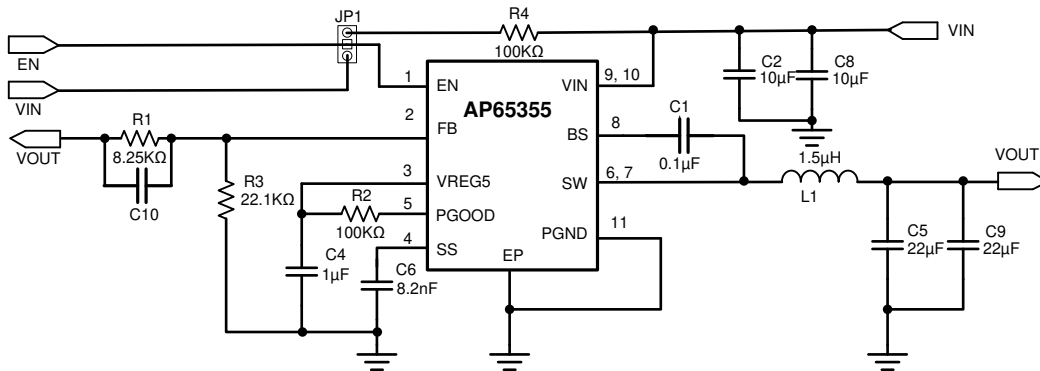 JP1
R4
100KΩ
EN
VIN
VIN
C2
10µF
C8
10µF
1
EN
AP65355
VIN
9, 10
2
FB
BS
8
C1
0.1µF
R1
8.25KΩ
VOUT
C10
R3
22.1KΩ
3
VREG5
SW
6, 7
1.5µH
L1
VOUT
R2
100KΩ
5
PGOOD
PGND
11
4
SS
EP
C4
1µF
C6
8.2nF
C5
22µF
C9
22µF